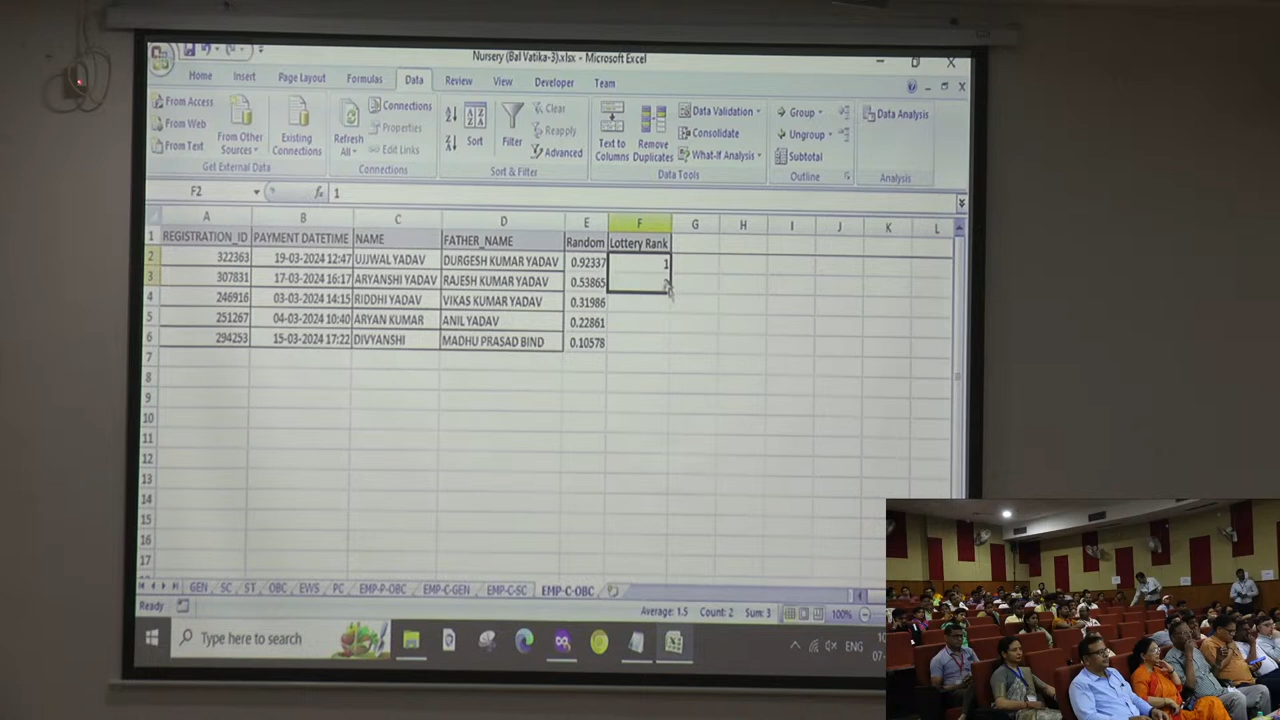 Nursery (Bal Vatika-3).xlsx - Microsoft Excel
Home Insert Page Layout Formulas Data Review View Developer Team
From Access
From Web
From Text
From Other Sources
Existing Connections
Get External Data
Refresh All
Connections
Properties
Edit Links
Connections
Sort
Filter
Clear
Reapply
Advanced
Sort & Filter
Text to Columns
Remove Duplicates
Data Validation
Consolidate
What-If Analysis
Data Tools
Group
Ungroup
Subtotal
Outline
Data Analysis
Analysis
F2 fx 1
A B C D E F G H I J K L
1 REGISTRATION_ID PAYMENT DATETIME NAME FATHER_NAME Random Lottery Rank
2 322363 19-03-2024 12:47 UJJWAL YADAV DURGESH KUMAR YADAV 0.92337 1
3 307831 17-03-2024 16:17 ARYANSHI YADAV RAJESH KUMAR YADAV 0.53865
4 246916 03-03-2024 14:15 RIDDHI YADAV VIKAS KUMAR YADAV 0.31986
5 251267 04-03-2024 10:40 ARYAN KUMAR ANIL YADAV 0.22861
6 294253 15-03-2024 17:22 DIVYANSHI MADHU PRASAD BIND 0.10578
7
8
9
10
11
12
13
14
15
16
17
GEN SC ST OBC EWS PC EMP-P-OBC EMP-C-GEN EMP-C-SC EMP-C-OBC
Ready Average: 1.5 Count: 2 Sum: 3 100%
Type here to search ENG